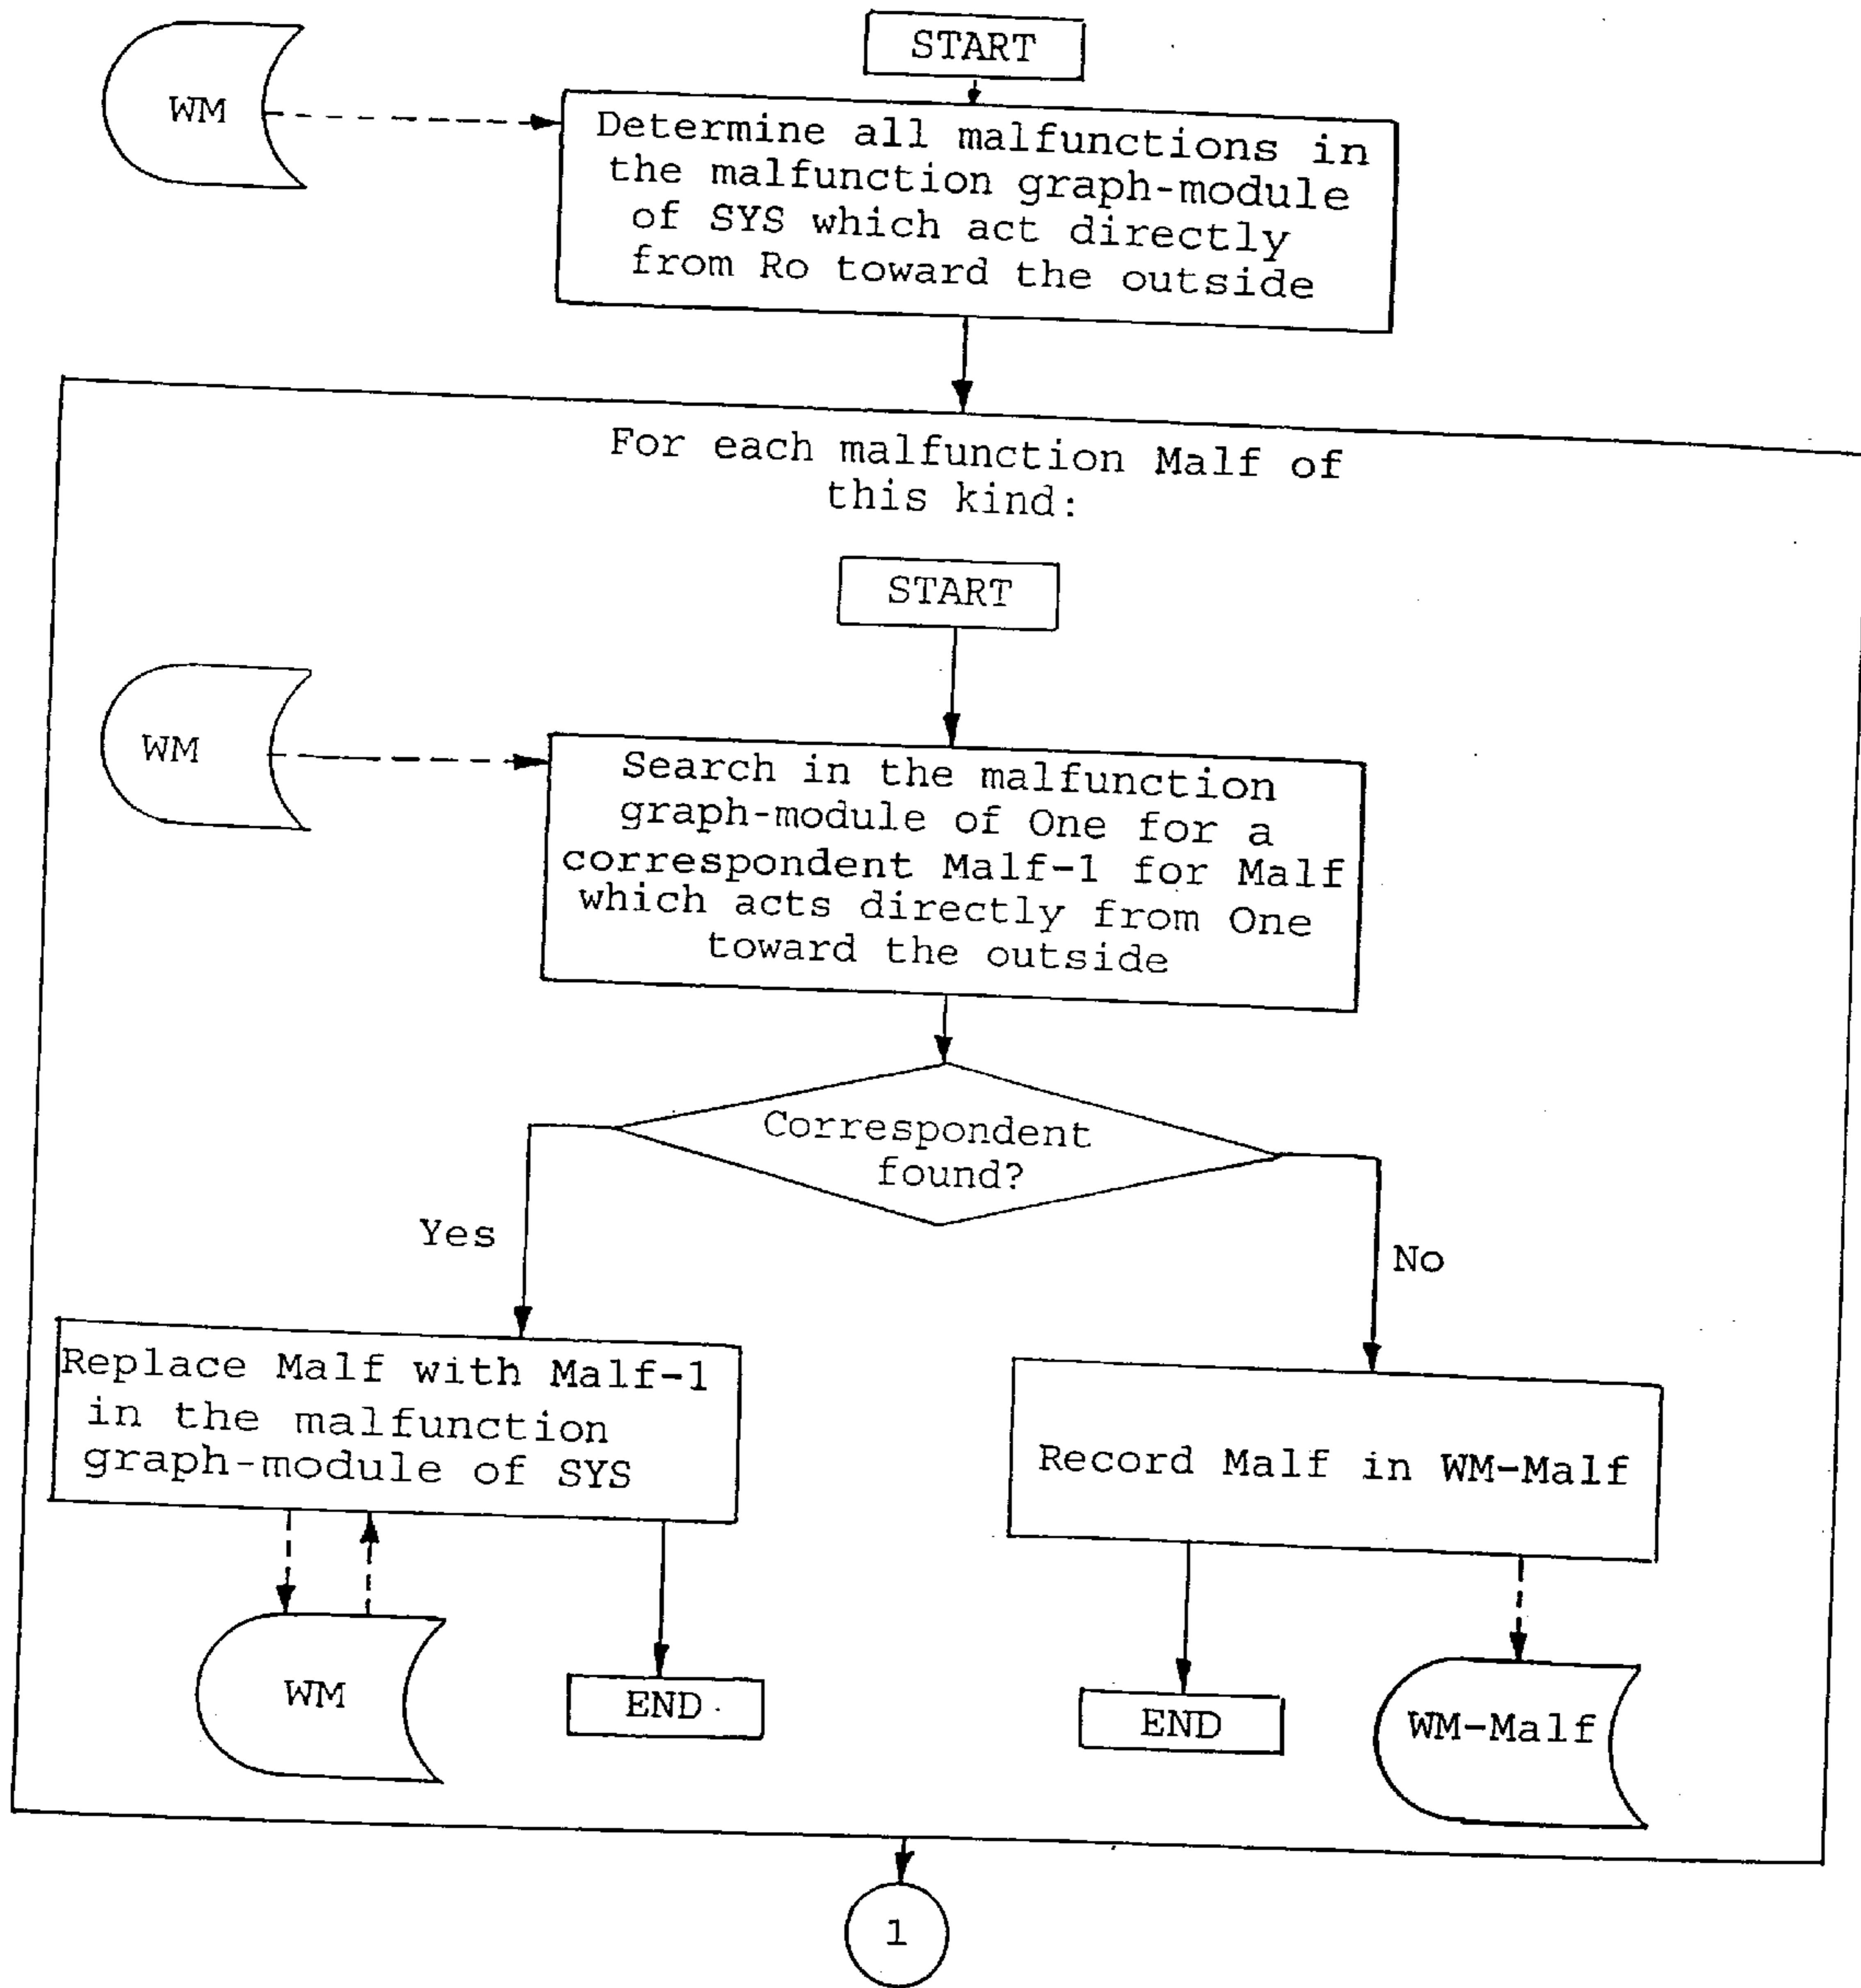 START
WM
Determine all malfunctions in
the malfunction graph-module
of SYS which act directly
from Ro toward the outside
For each malfunction Malf of
this kind:
START
WM
Search in the malfunction
graph-module of One for a
correspondent Malf-1 for Malf
which acts directly from One
toward the outside
Correspondent
found?
Yes
No
Replace Malf with Malf-1
in the malfunction
graph-module of SYS
Record Malf in WM-Malf
WM
END
END
WM-Malf
1